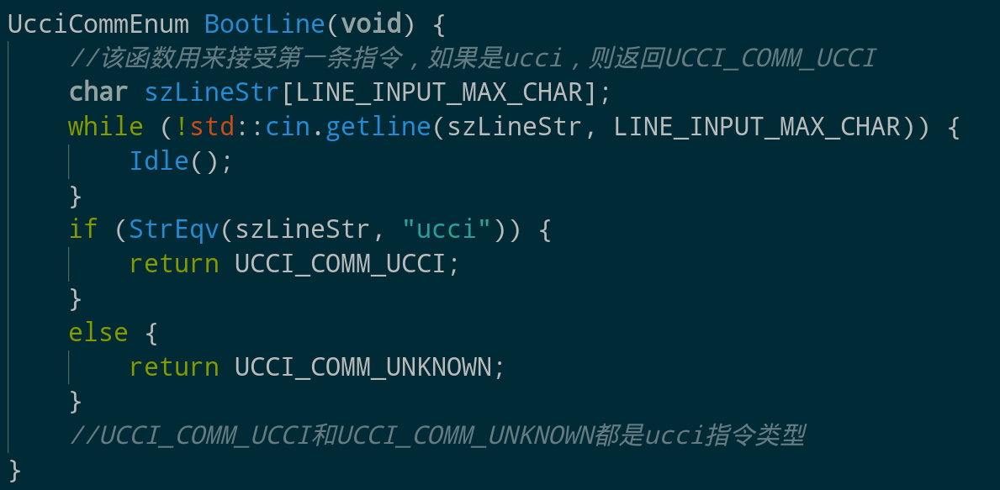 UcciCommEnum BootLine(void) {
    //该函数用来接受第一条指令，如果是ucci，则返回UCCI_COMM_UCCI
    char szLineStr[LINE_INPUT_MAX_CHAR];
    while (!std::cin.getline(szLineStr, LINE_INPUT_MAX_CHAR)) {
        Idle();
    }
    if (StrEqv(szLineStr, "ucci")) {
        return UCCI_COMM_UCCI;
    }
    else {
        return UCCI_COMM_UNKNOWN;
    }
    //UCCI_COMM_UCCI和UCCI_COMM_UNKNOWN都是ucci指令类型
}